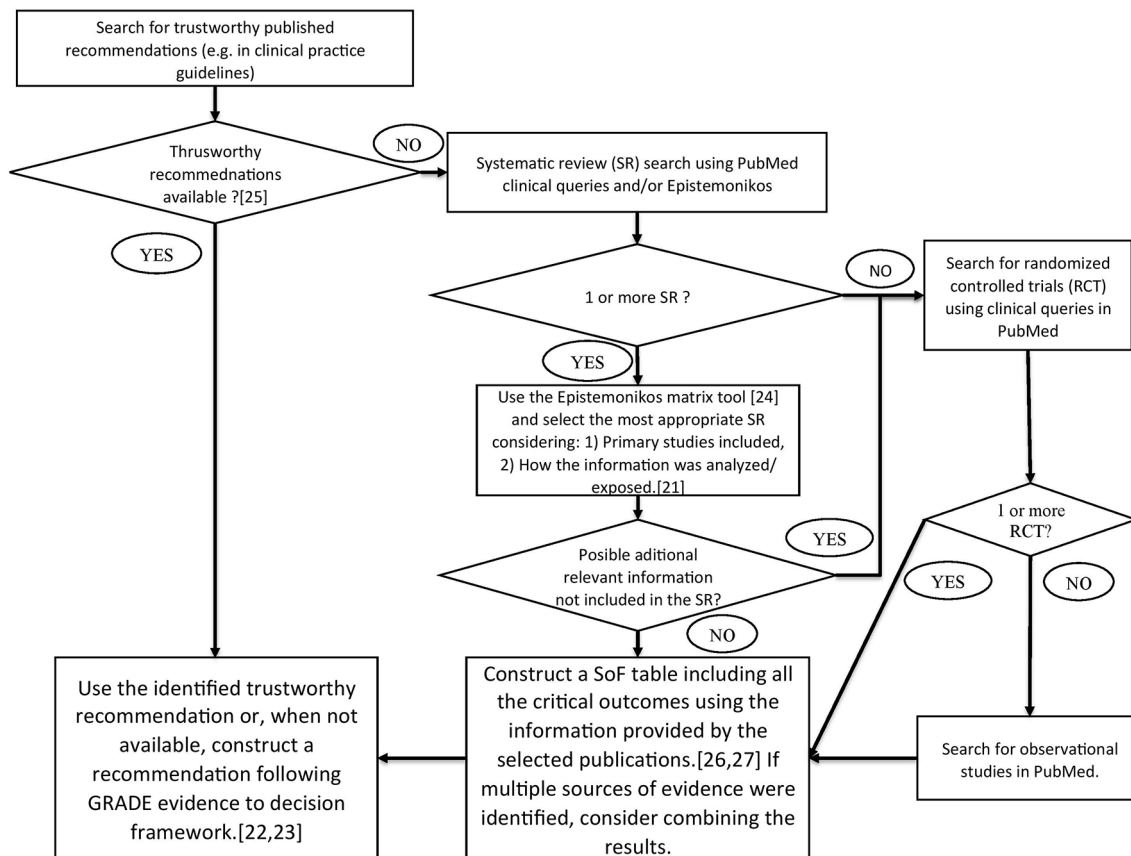 Search for trustworthy published
recommendations (e.g. in clinical practice
guidelines)
Thrusworthy
recommednations
available ?[25]
NO
YES
Systematic review (SR) search using PubMed
clinical queries and/or Epistemonikos
1 or more SR ?
NO
YES
Search for randomized
controlled trials (RCT)
using clinical queries in
PubMed
Use the Epistemonikos matrix tool [24]
and select the most appropriate SR
considering: 1) Primary studies included,
2) How the information was analyzed/
exposed.[21]
Posible aditional
relevant information
not included in the SR?
YES
NO
1 or more
RCT?
YES
NO
Search for observational
studies in PubMed.
Construct a SoF table including all
the critical outcomes using the
information provided by the
selected publications.[26,27] If
multiple sources of evidence were
identified, consider combining the
results.
Use the identified trustworthy
recommendation or, when not
available, construct a
recommendation following
GRADE evidence to decision
framework.[22,23]